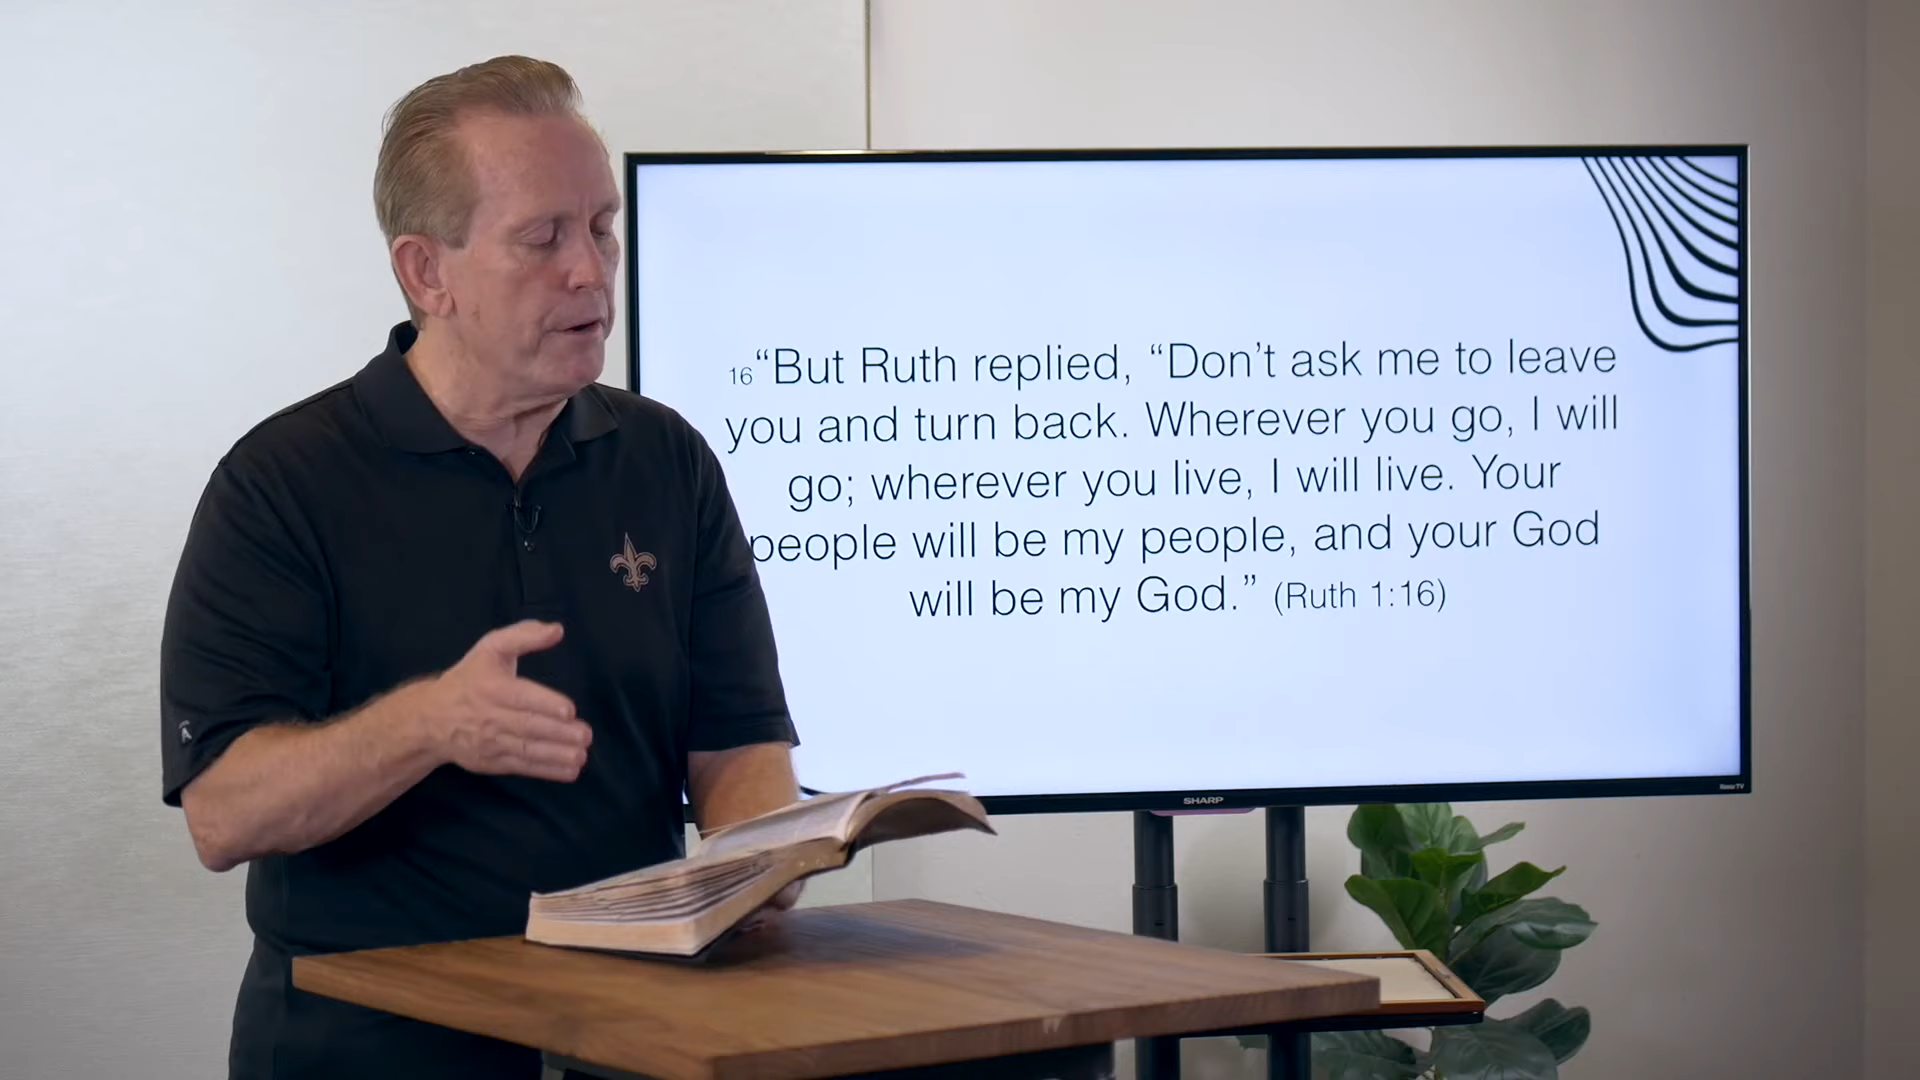 16 “But Ruth replied, “Don’t ask me to leave
you and turn back. Wherever you go, I will
go; wherever you live, I will live. Your
people will be my people, and your God
will be my God.” (Ruth 1:16)
SHARP
Roku TV